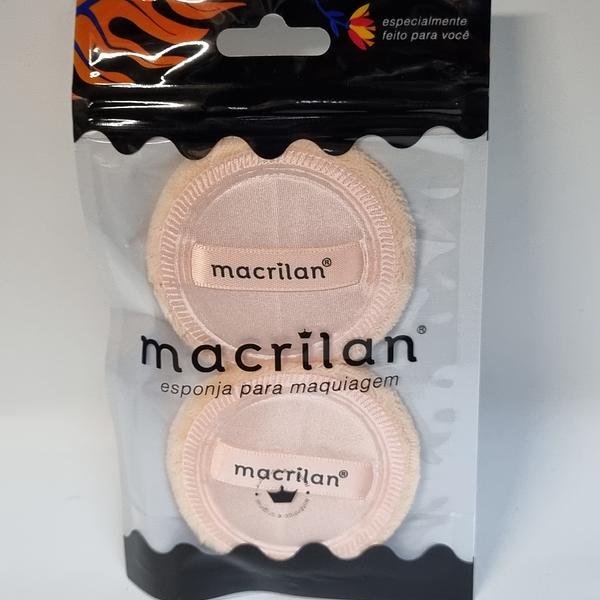 especialmente
feito para você
macrilan®
macrilan®
esponja para maquiagem
macrilan®